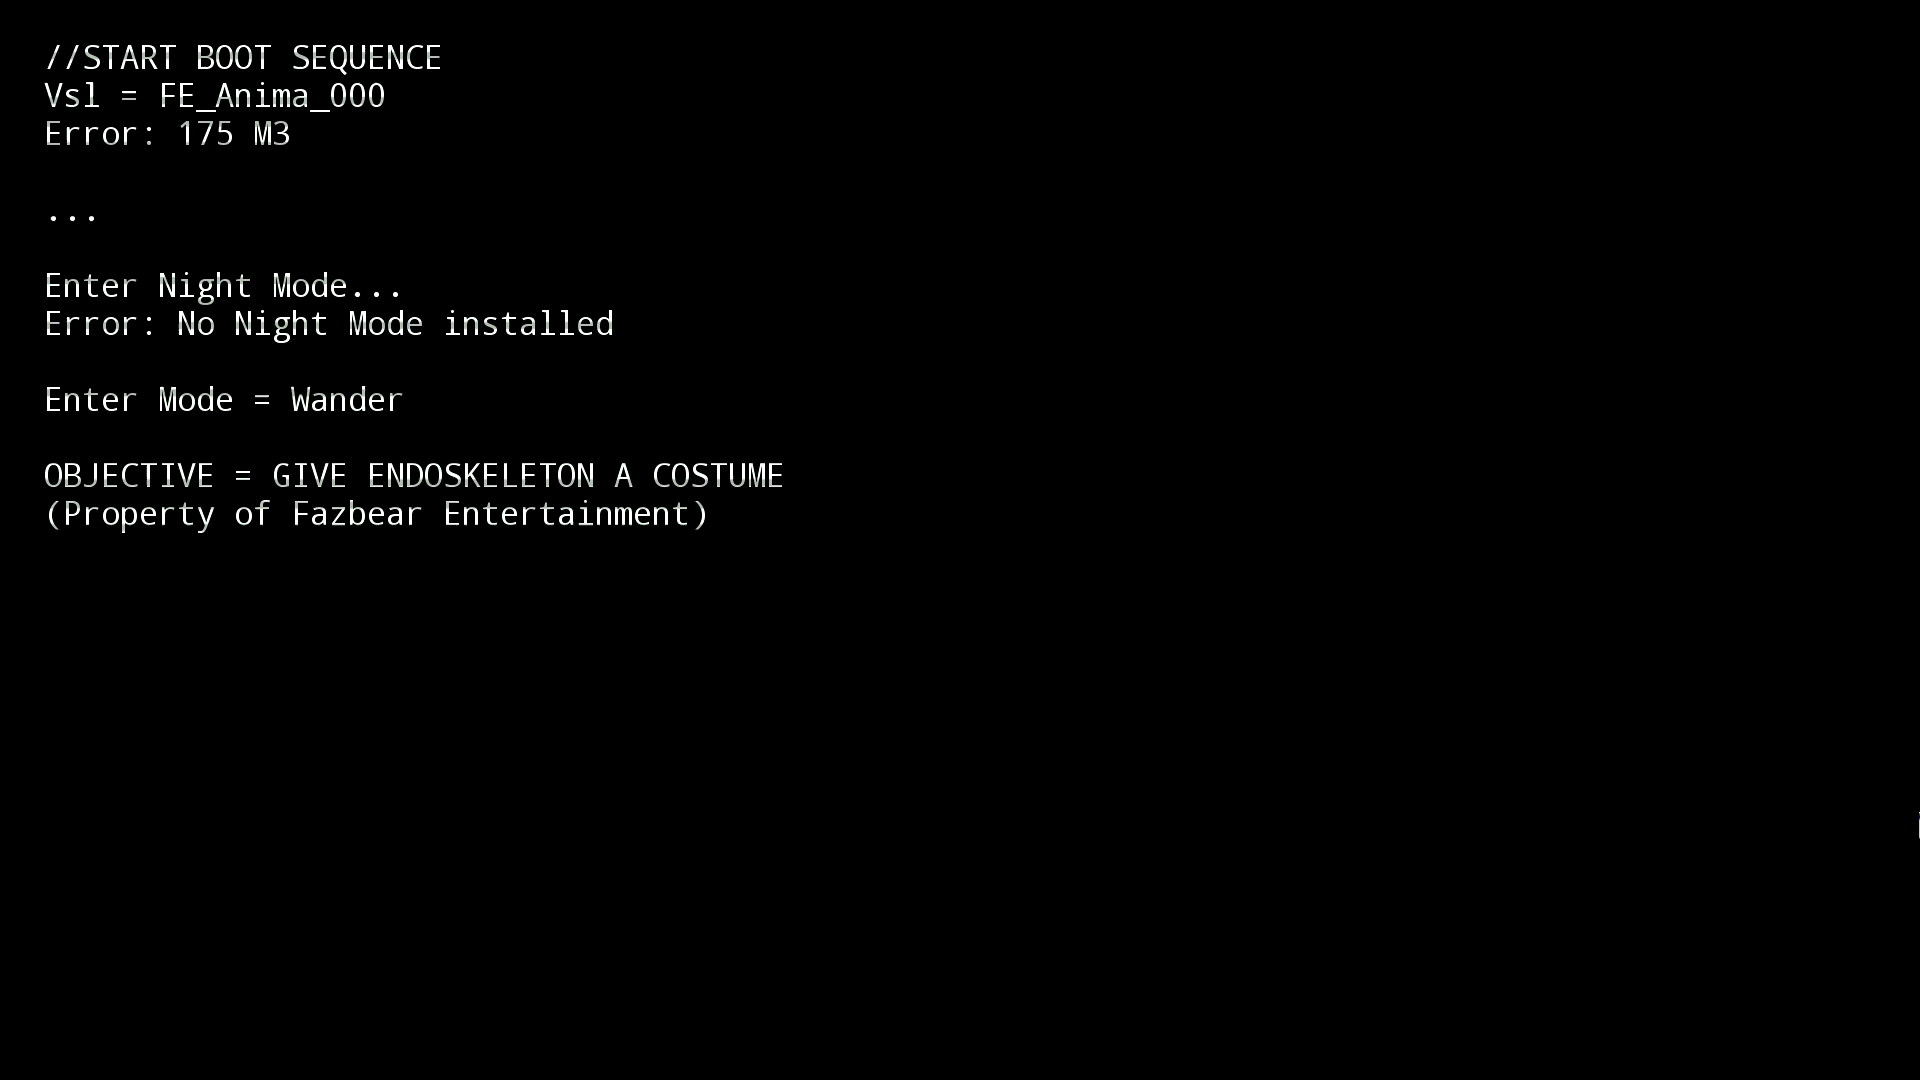 //START BOOT SEQUENCE
Vsl = FE_Anima_000
Error: 175 M3
...
Enter Night Mode...
Error: No Night Mode installed
Enter Mode = Wander
OBJECTIVE = GIVE ENDOSKELETON A COSTUME
(Property of Fazbear Entertainment)